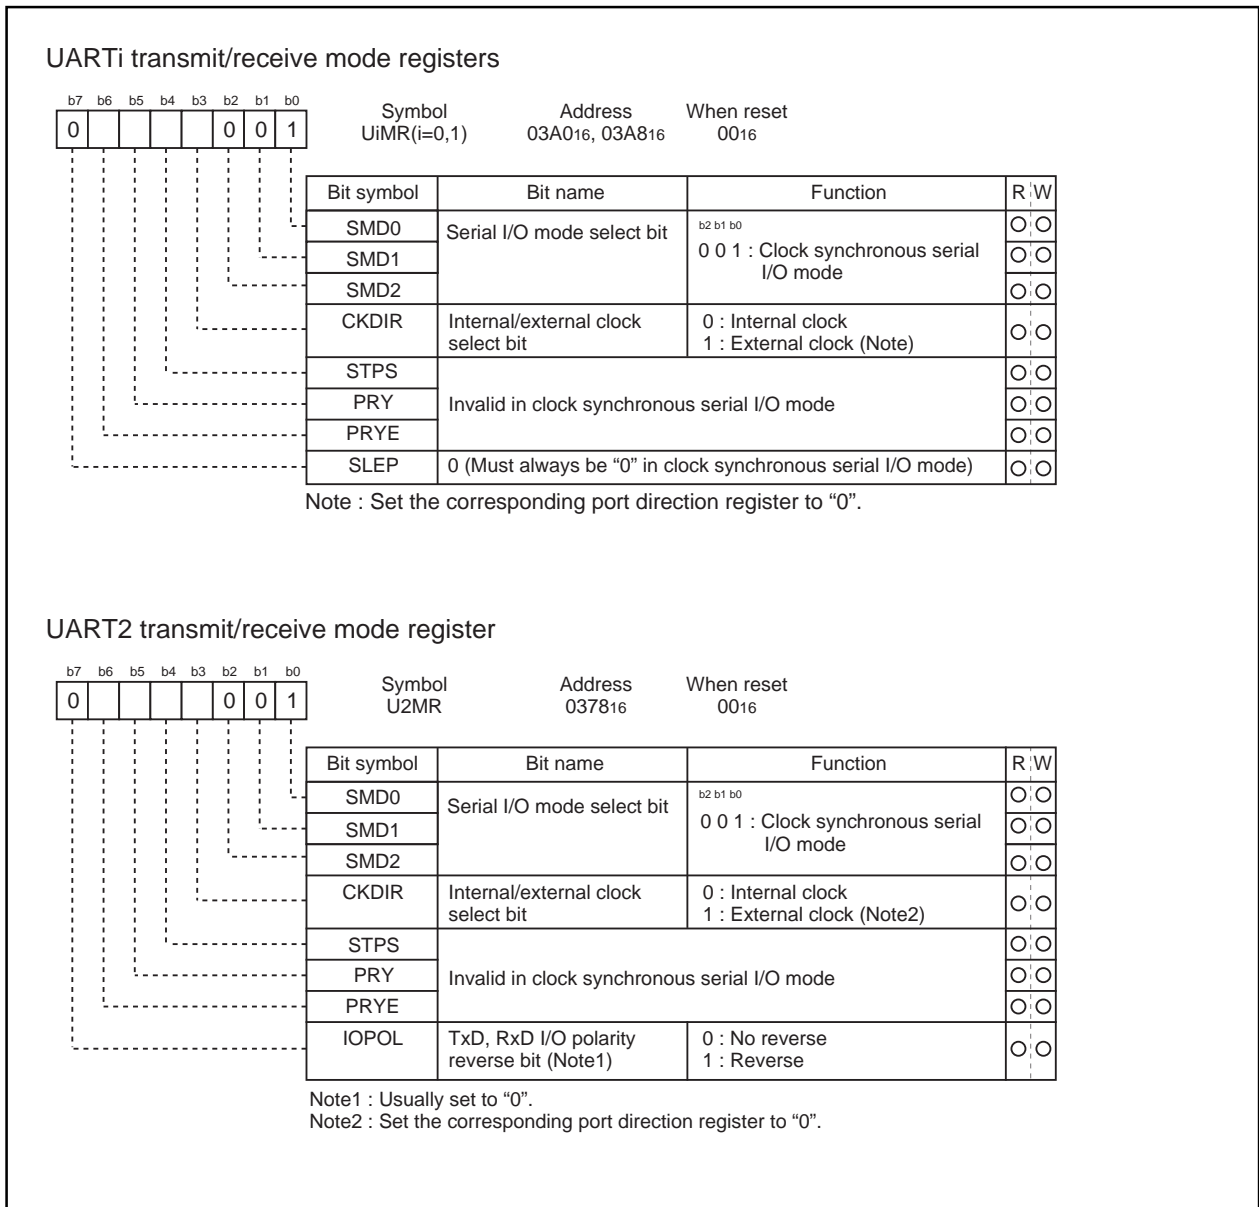 UARTi transmit/receive mode registers
b7 b6 b5 b4 b3 b2 b1 b0
0 0 0 1
Symbol Address When reset
UiMR(i=0,1) 03A016, 03A816 0016
Bit symbol Bit name Function R W
SMD0 Serial I/O mode select bit b2 b1 b0
SMD1 0 0 1 : Clock synchronous serial
I/O mode
SMD2
CKDIR Internal/external clock 0 : Internal clock
select bit 1 : External clock (Note)
STPS
PRY Invalid in clock synchronous serial I/O mode
PRYE
SLEP 0 (Must always be “0” in clock synchronous serial I/O mode)
Note : Set the corresponding port direction register to “0”.
UART2 transmit/receive mode register
b7 b6 b5 b4 b3 b2 b1 b0
0 0 0 1
Symbol Address When reset
U2MR 037816 0016
Bit symbol Bit name Function R W
SMD0 Serial I/O mode select bit b2 b1 b0
SMD1 0 0 1 : Clock synchronous serial
I/O mode
SMD2
CKDIR Internal/external clock 0 : Internal clock
select bit 1 : External clock (Note2)
STPS
PRY Invalid in clock synchronous serial I/O mode
PRYE
IOPOL TxD, RxD I/O polarity 0 : No reverse
reverse bit (Note1) 1 : Reverse
Note1 : Usually set to “0”.
Note2 : Set the corresponding port direction register to “0”.